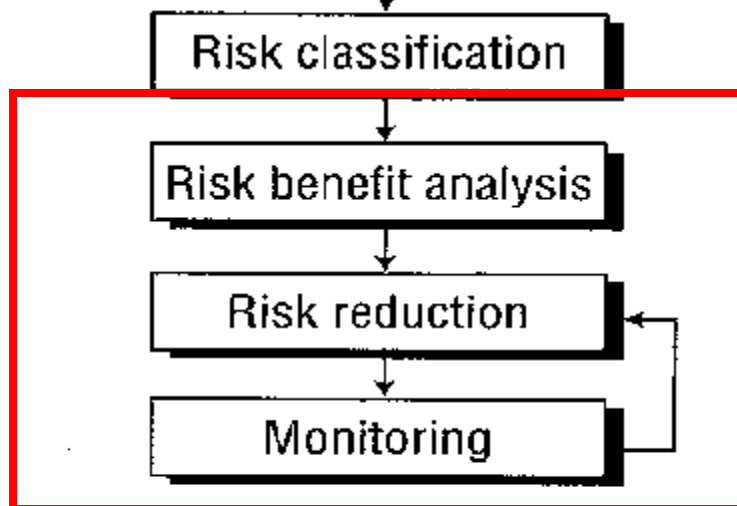 Risk classification
Risk benefit analysis
Risk reduction
Monitoring